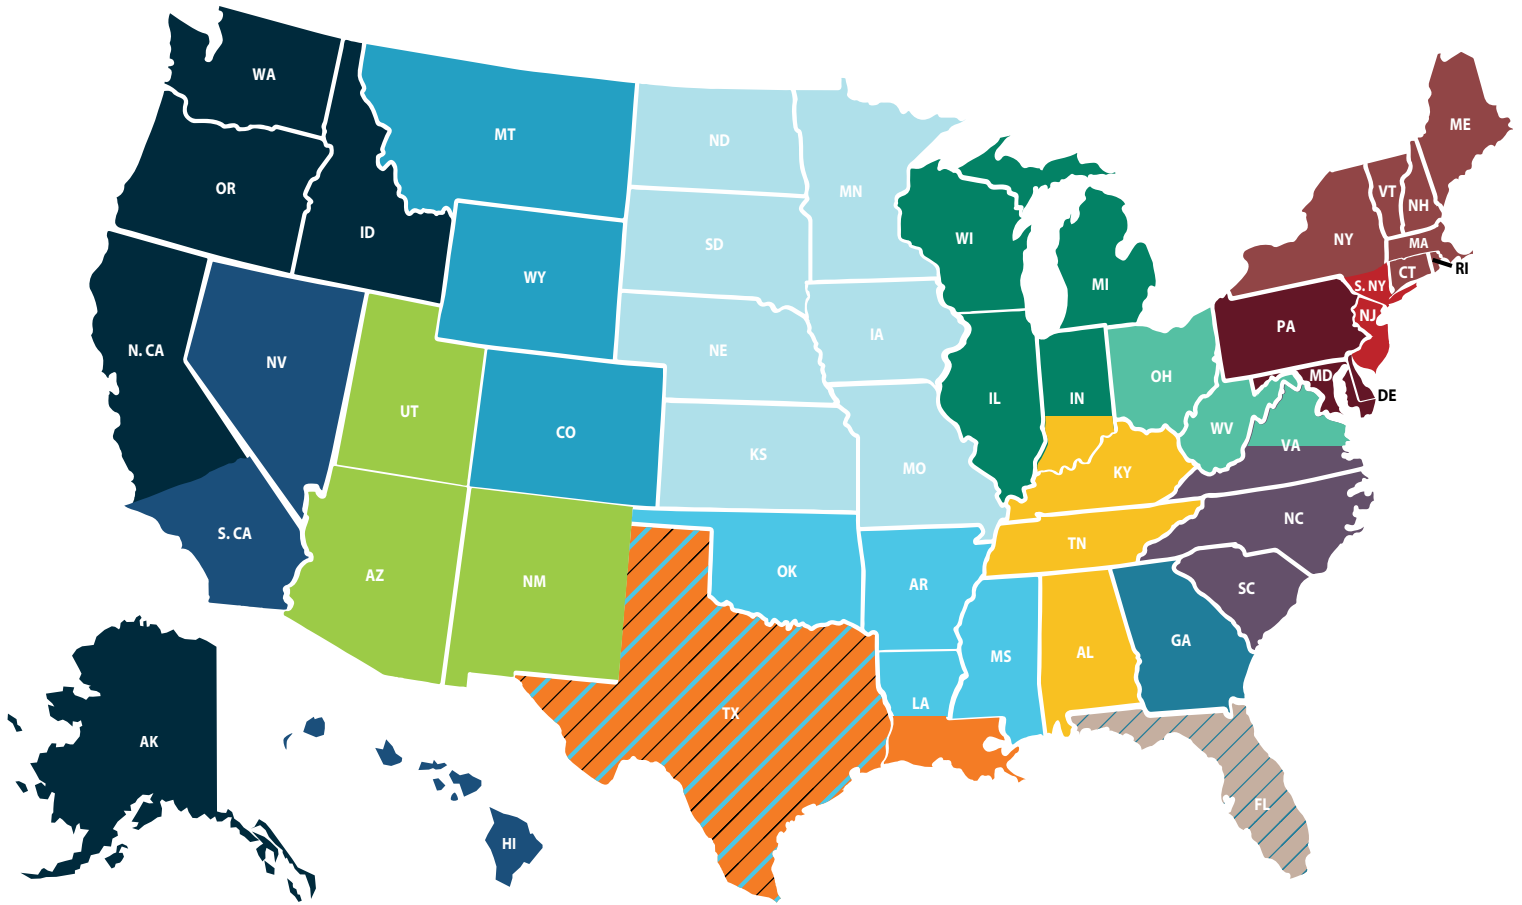 WA
ME
MT
ND
OR
VT
MN
NH
ID
WI
NY
MA
SD
RI
CT
WY
MI
S. NY
NJ
PA
IA
N. CA
NE
NV
OH
MD
DE
IL
IN
UT
WV
CO
VA
KS
MO
KY
NC
S. CA
TN
OK
AZ
NM
AR
SC
GA
AL
MS
LA
TX
AK
FL
HI